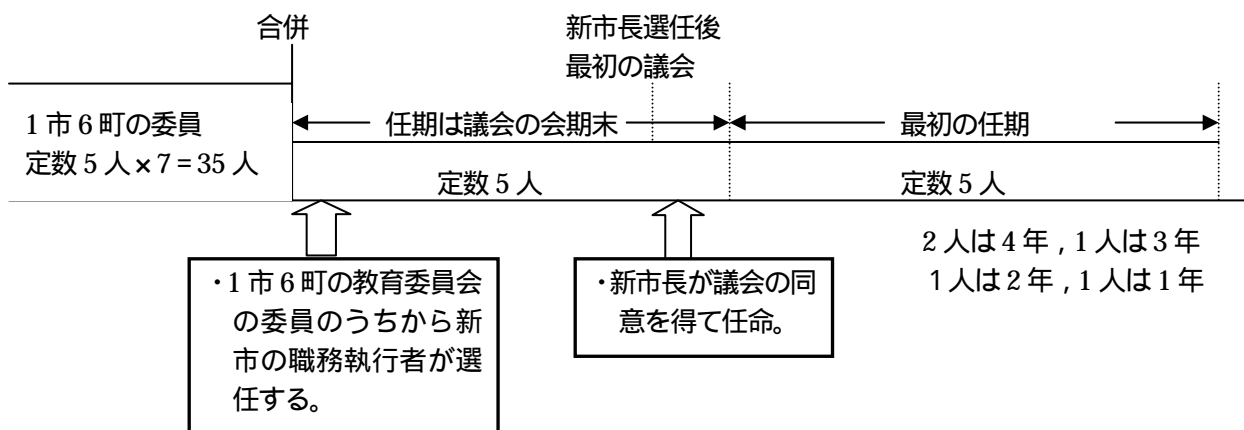 合併
新市長選任後
最初の議会
1市6町の委員
定数5人×7=35人
任期は議会の会期末
最初の任期
定数5人
定数5人
2人は4年,1人は3年
1人は2年,1人は1年
・1市6町の教育委員会
の委員のうちから新
市の職務執行者が選
任する。
・新市長が議会の同
意を得て任命。